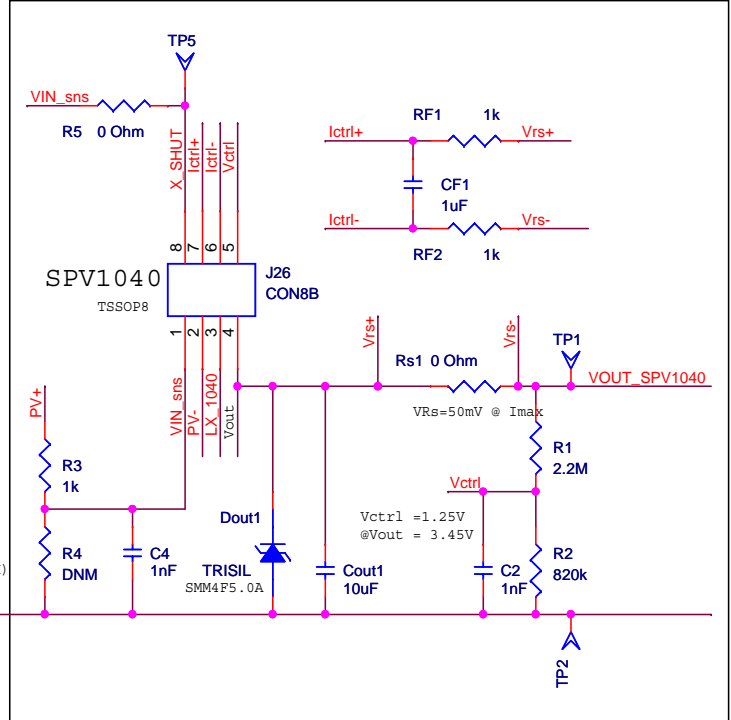 TP5
VIN_sns
R5 0 Ohm
X_SHUT
Ictrl+
Ictrl-
Vctrl
8
7
6
5
RF1 1k
Ictrl+
Vrs+
CF1
1uF
Ictrl-
Vrs-
RF2 1k
SPV1040
TSSOP8
J26
CON8B
1
2
3
4
VIN_sns
PV-
LX_1040
Vout
Vrs+
Rs1 0 Ohm
Vrs-
TP1
VOUT_SPV1040
VRs=50mV @ Imax
PV+
R3
1k
R1
2.2M
Vctrl
Vctrl =1.25V
@Vout = 3.45V
R4
DNM
C4
1nF
Dout1
TRISIL
SMM4F5.0A
Cout1
10uF
C2
1nF
R2
820k
TP2
)